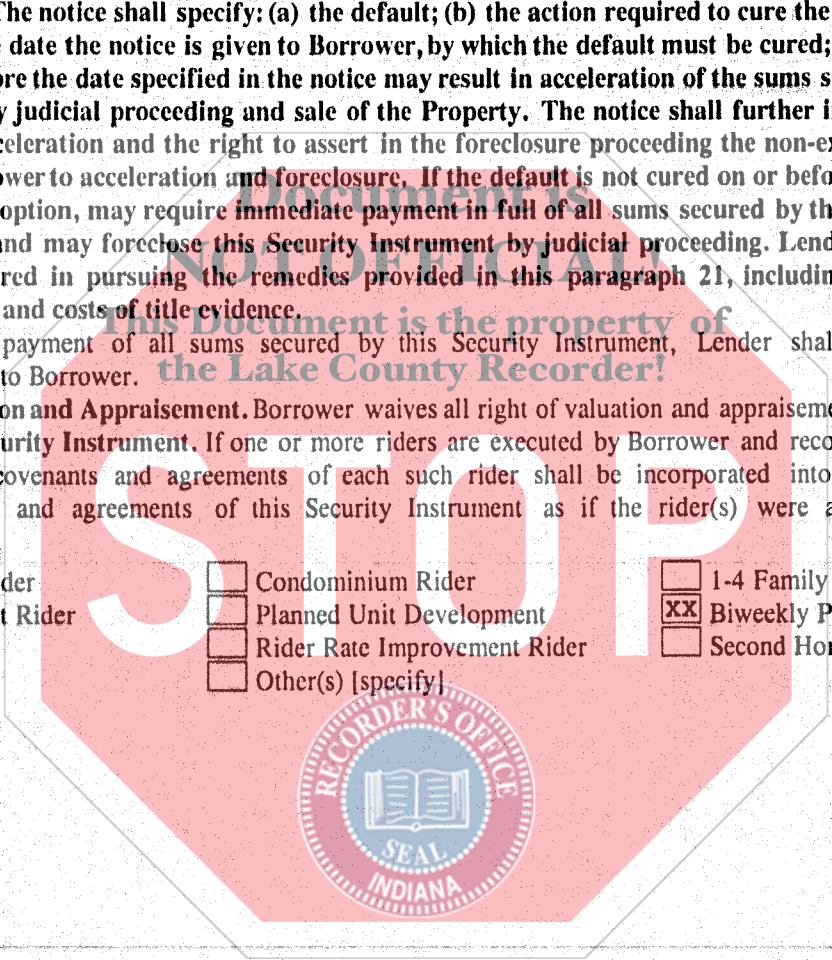 The notice shall specify: (a) the default; (b) the action required to cure the
date the notice is given to Borrower, by which the default must be cured;
ore the date specified in the notice may result in acceleration of the sums s
y judicial proceeding and sale of the Property. The notice shall further i
celeration and the right to assert in the foreclosure proceeding the non-ex
ower to acceleration and foreclosure. If the default is not cured on or befo
option, may require immediate payment in full of all sums secured by th
and may foreclose this Security Instrument by judicial proceeding. Lend
red in pursuing the remedies provided in this paragraph 21, includin
and costs of title evidence.
payment of all sums secured by this Security Instrument, Lender shal
to Borrower.
on and Appraisement. Borrower waives all right of valuation and appraiseme
urity Instrument. If one or more riders are executed by Borrower and reco
covenants and agreements of each such rider shall be incorporated into
and agreements of this Security Instrument as if the rider(s) were a
der Condominium Rider 1-4 Family
t Rider Planned Unit Development XX Biweekly P
Rider Rate Improvement Rider Second Ho
Other(s) [specify]
Document is
NOT OFFICIAL!
This Document is the property of
the Lake County Recorder!
STOP
RECORDER'S OFFICE
SEAL
INDIANA